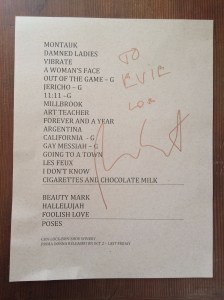 MONTAUK
DAMNED LADIES
VIBRATE
A WOMAN'S FACE
OUT OF THE GAME – G
JERICHO – G
11:11 –G
MILLBROOK
ART TEACHER
FOREVER AND A YEAR
ARGENTINA
CALIFORNIA – G
GAY MESSIAH – G
GOING TO A TOWN
LES FEUX
I DON'T KNOW
CIGARETTES AND CHOCOLATE MILK
BEAUTY MARK
HALLELUJAH
FOOLISH LOVE
POSES
TO
EVIE